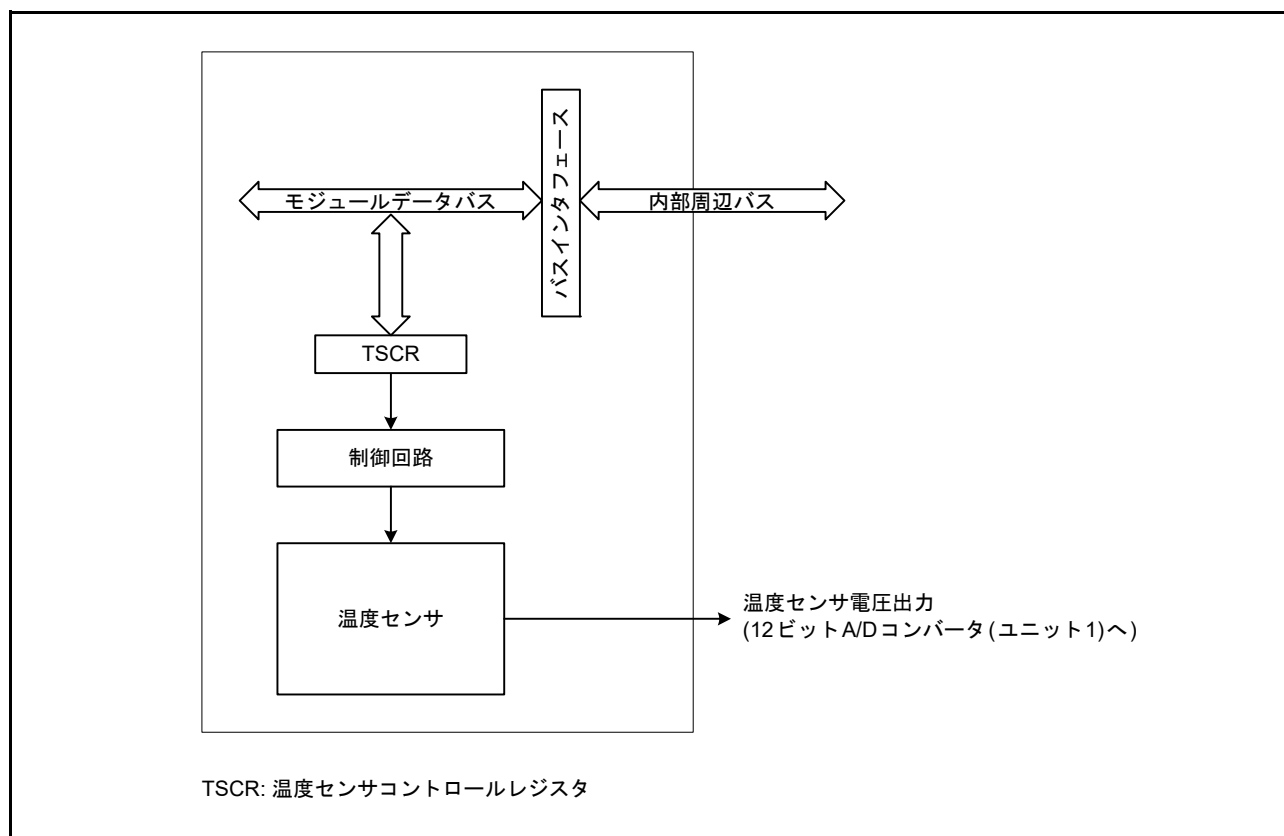 バスインタフェース
モジュールデータバス
内部周辺バス
TSCR
制御回路
温度センサ
温度センサ電圧出力
(12ビットA/Dコンバータ(ユニット1)へ)
TSCR: 温度センサコントロールレジスタ